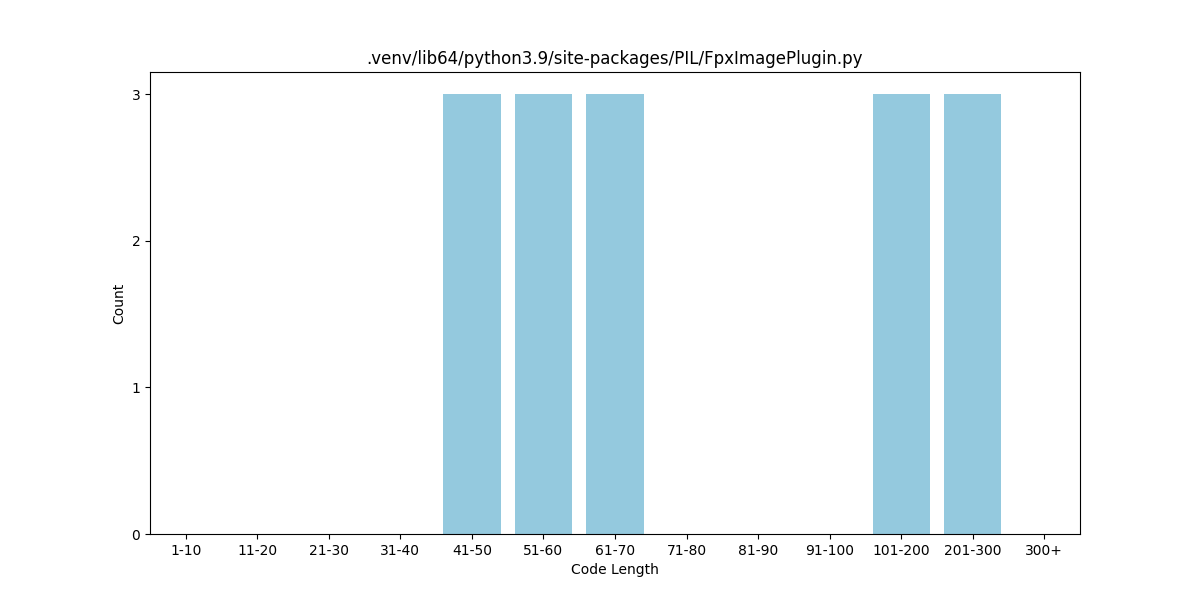 .venv/lib64/python3.9/site-packages/PIL/FpxImagePlugin.py
3
2
1
0
Count
1-10 11-20 21-30 31-40 41-50 51-60 61-70 71-80 81-90 91-100 101-200 201-300 300+
Code Length